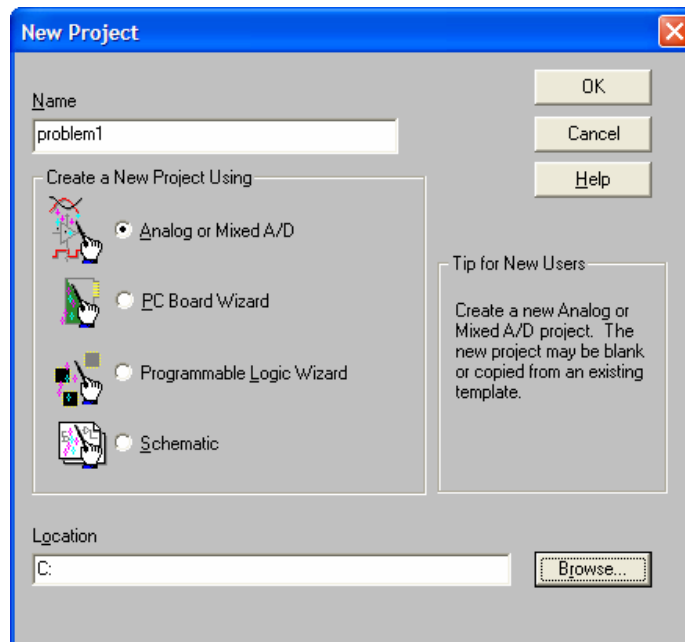 New Project
Name
problem1
OK
Cancel
Help
Create a New Project Using
Analog or Mixed A/D
PC Board Wizard
Programmable Logic Wizard
Schematic
Tip for New Users
Create a new Analog or
Mixed A/D project. The
new project may be blank
or copied from an existing
template.
Location
C:
Browse...